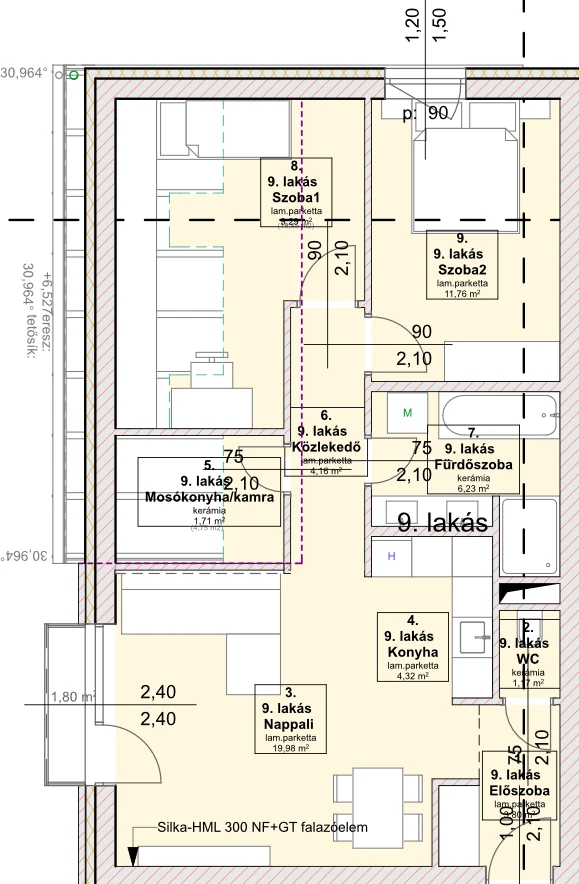 1,20
1,50
30,964°
p: 90
8.
9. lakás
Szoba1
lam.parketta
9.
9. lakás
Szoba2
lam.parketta
11,76 m²
90
2,10
+6,527eresz:
30,964° tetősík:
90
2,10
M
6.
9. lakás
Közlekedő
lam.parketta
4,16 m²
7.
9. lakás
Fürdőszoba
kerámia
6,23 m²
75
2,10
75
2,10
5.
9. lakás
Mosókonyha/kamra
kerámia
1,71 m²
(4,75 m2)
9. lakás
30,964°
H
4.
9. lakás
Konyha
lam.parketta
4,32 m²
2.
9. lakás
WC
kerámia
1,17 m²
1,80 m²
2,40
2,40
3.
9. lakás
Nappali
lam.parketta
19,98 m²
75
2,10
9. lakás
Előszoba
lam.parketta
1,00
2,10
Silka-HML 300 NF+GT falazóelem